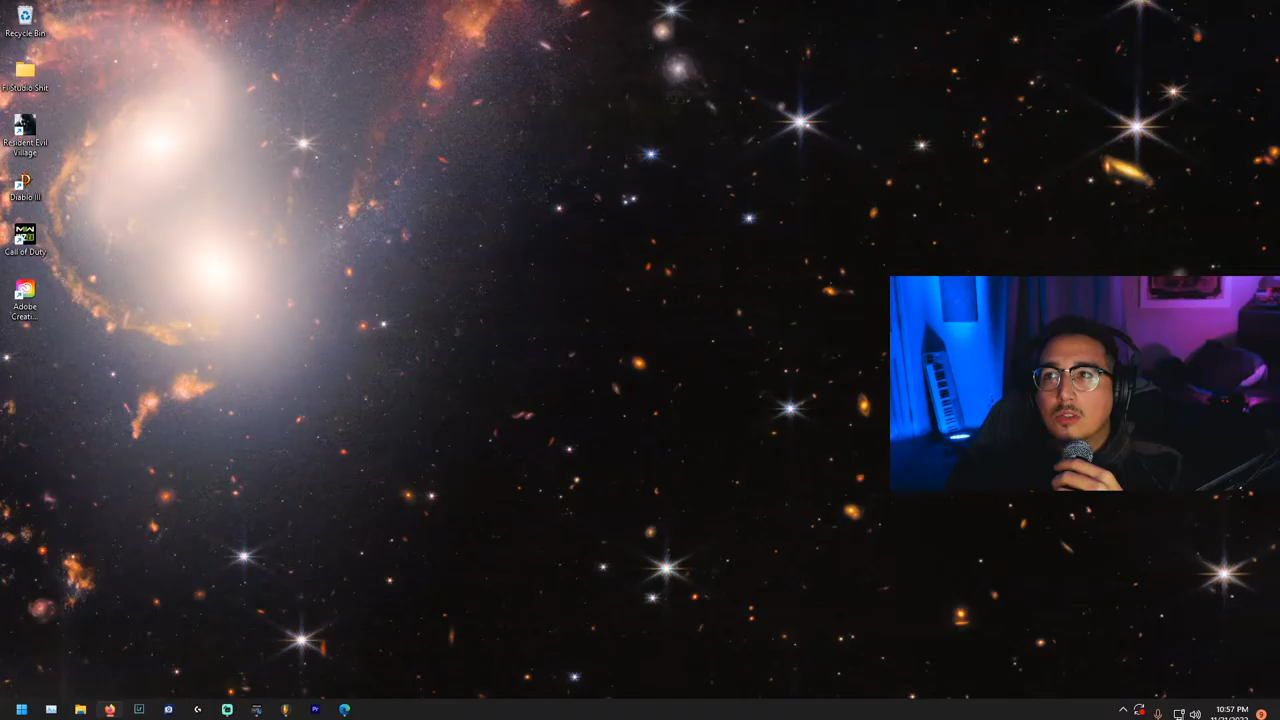 Recycle Bin
Fl Studio Shit
Resident Evil
Village
Diablo III
Call of Duty
Adobe
Creati...
10:57 PM